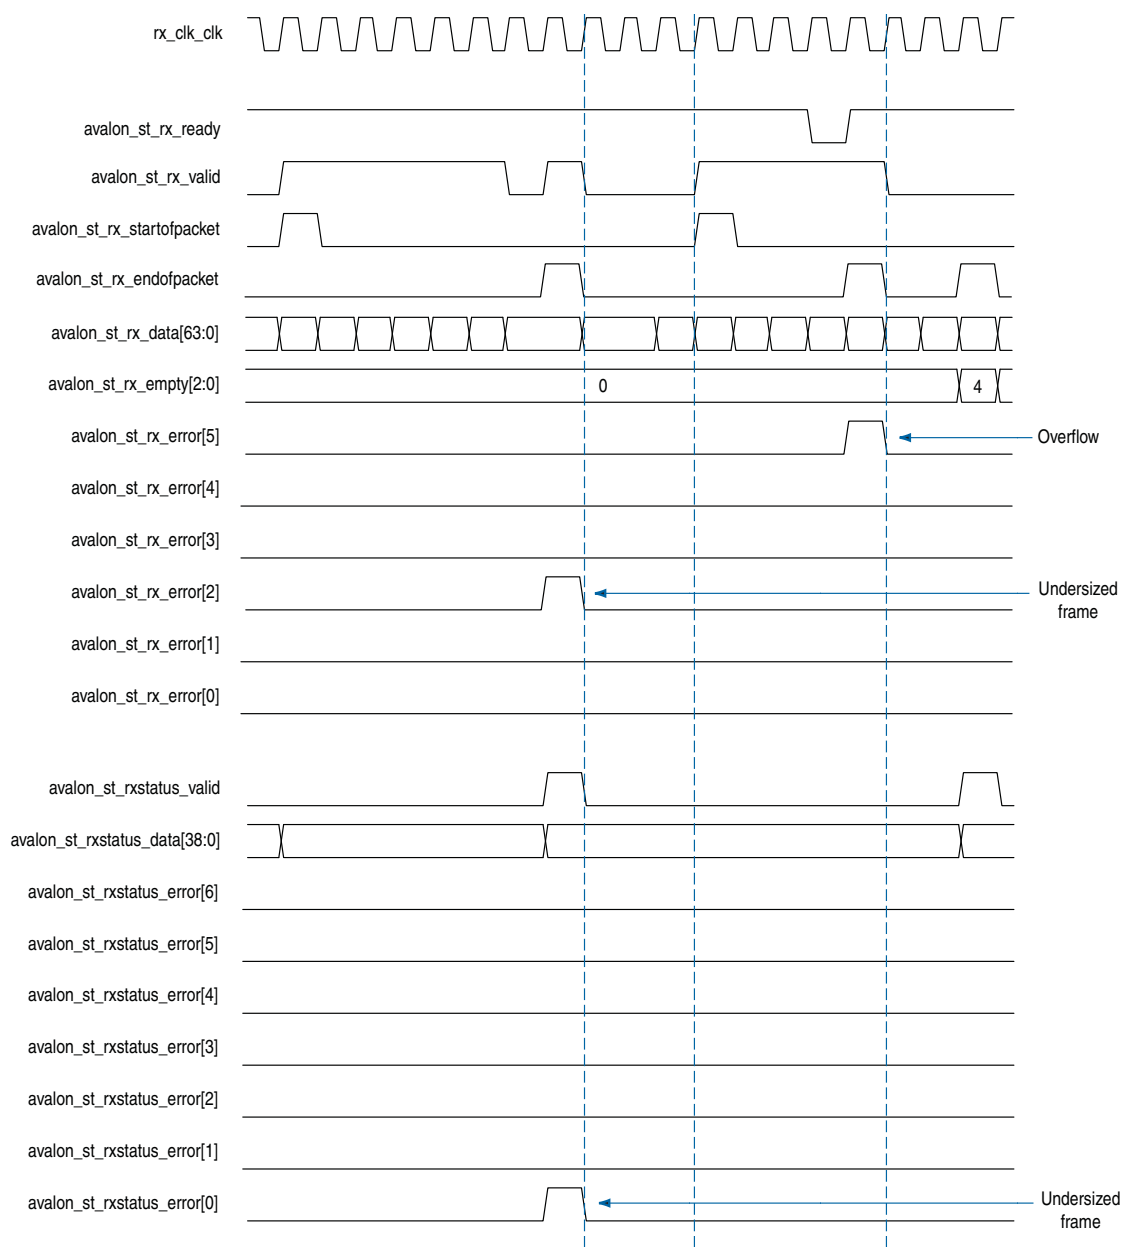 rx_clk_clk
avalon_st_rx_ready
avalon_st_rx_valid
avalon_st_rx_startofpacket
avalon_st_rx_endofpacket
avalon_st_rx_data[63:0]
avalon_st_rx_empty[2:0]
0
4
avalon_st_rx_error[5]
Overflow
avalon_st_rx_error[4]
avalon_st_rx_error[3]
avalon_st_rx_error[2]
Undersized
frame
avalon_st_rx_error[1]
avalon_st_rx_error[0]
avalon_st_rxstatus_valid
avalon_st_rxstatus_data[38:0]
avalon_st_rxstatus_error[6]
avalon_st_rxstatus_error[5]
avalon_st_rxstatus_error[4]
avalon_st_rxstatus_error[3]
avalon_st_rxstatus_error[2]
avalon_st_rxstatus_error[1]
avalon_st_rxstatus_error[0]
Undersized
frame